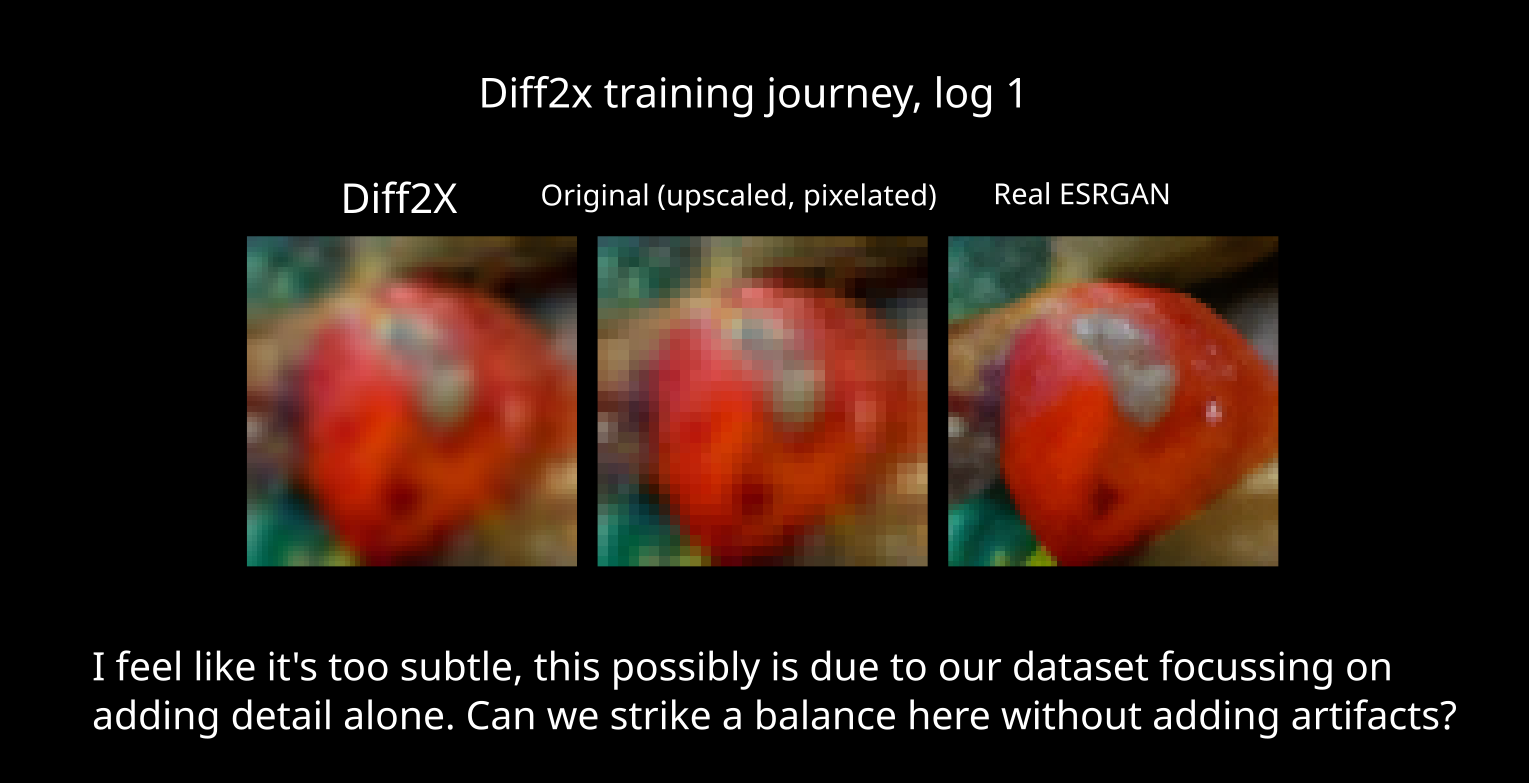 Diff2x training journey, log 1
Diff2X
Original (upscaled, pixelated)
Real ESRGAN
I feel like it's too subtle, this possibly is due to our dataset focussing on
adding detail alone. Can we strike a balance here without adding artifacts?